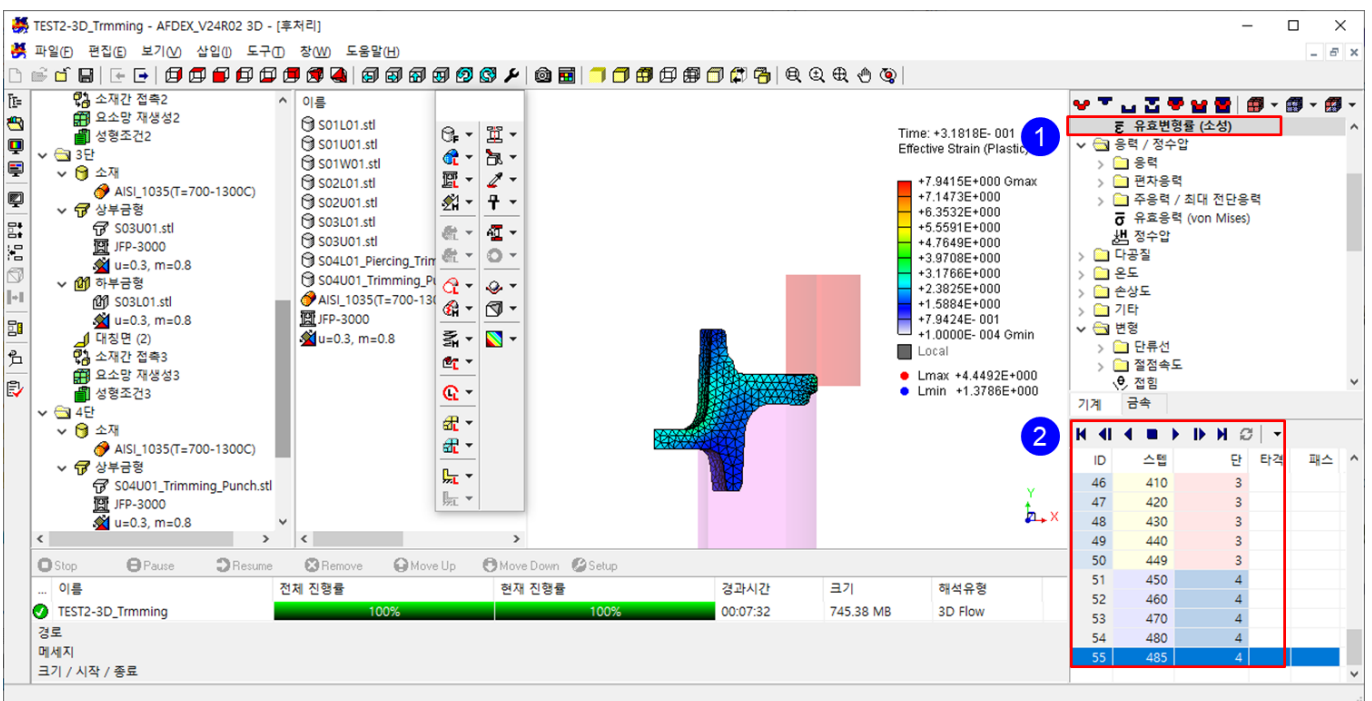 TEST2-3D_Trmming - AFDEX_V24R02 3D - [후처리]
파일(F) 편집(E) 보기(V) 삽입(I) 도구(T) 창(W) 도움말(H)
소재간 접촉2
요소망 재생성2
성형조건2
3단
소재
AISI_1035(T=700-1300C)
상부금형
S03U01.stl
JFP-3000
u=0.3, m=0.8
하부금형
S03L01.stl
u=0.3, m=0.8
대칭면 (2)
소재간 접촉3
요소망 재생성3
성형조건3
4단
소재
AISI_1035(T=700-1300C)
상부금형
S04U01_Trimming_Punch.stl
JFP-3000
u=0.3, m=0.8
이름
S01L01.stl
S01U01.stl
S01W01.stl
S02L01.stl
S02U01.stl
S03L01.stl
S03U01.stl
S04L01_Piercing_Trim
S04U01_Trimming_Pu
AISI_1035(T=700-130
JFP-3000
u=0.3, m=0.8
Time: +3.1818E- 001
Effective Strain (Plastic)
+7.9415E+000 Gmax
+7.1473E+000
+6.3532E+000
+5.5591E+000
+4.7649E+000
+3.9708E+000
+3.1766E+000
+2.3825E+000
+1.5884E+000
+7.9424E- 001
+1.0000E- 004 Gmin
Local
Lmax +4.4492E+000
Lmin +1.3786E+000
Y
X
1
유효변형률 (소성)
응력 / 정수압
응력
편차응력
주응력 / 최대 전단응력
유효응력 (von Mises)
정수압
다공질
온도
손상도
기타
변형
단류선
절점속도
접힘
기계 금속
2
ID 스텝 단 타격 패스
46 410 3
47 420 3
48 430 3
49 440 3
50 449 3
51 450 4
52 460 4
53 470 4
54 480 4
55 485 4
Stop Pause Resume Remove Move Up Move Down Setup
... 이름 전체 진행률 현재 진행률 경과시간 크기 해석유형
TEST2-3D_Trmming 100% 100% 00:07:32 745.38 MB 3D Flow
경로
메세지
크기 / 시작 / 종료